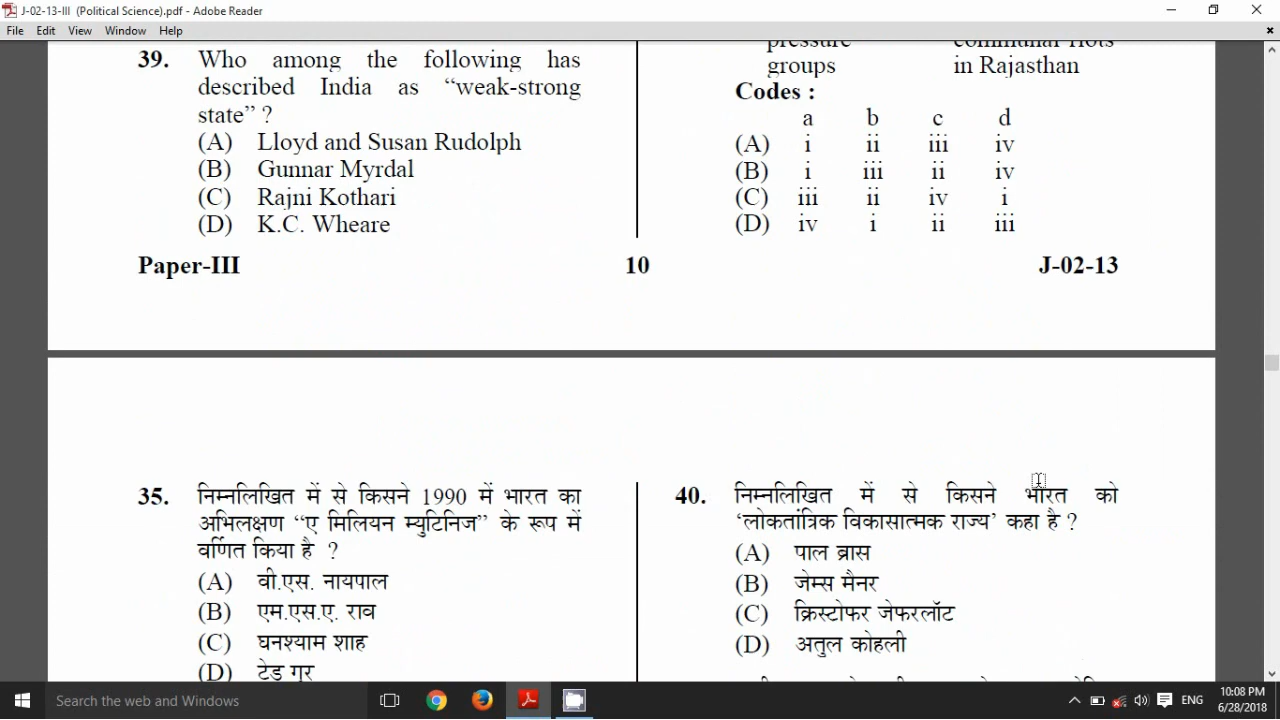 J-02-13-III (Political Science).pdf - Adobe Reader
File Edit View Window Help
39. Who among the following has
described India as “weak-strong
state” ?
(A) Lloyd and Susan Rudolph
(B) Gunnar Myrdal
(C) Rajni Kothari
(D) K.C. Wheare
pressure communal riots
groups in Rajasthan
Codes :
a b c d
(A) i ii iii iv
(B) i iii ii iv
(C) iii ii iv i
(D) iv i ii iii
Paper-III 10 J-02-13
35. निम्नलिखित में से किसने 1990 में भारत का
अभिलक्षण “ए मिलियन म्युटिनिज” के रूप में
वर्णित किया है ?
(A) वी.एस. नायपाल
(B) एम.एस.ए. राव
(C) घनश्याम शाह
(D) टेड गुर
40. निम्नलिखित में से किसने भारत को
‘लोकतांत्रिक विकासात्मक राज्य’ कहा है ?
(A) पाल ब्रास
(B) जेम्स मैनर
(C) क्रिस्टोफर जेफरलॉट
(D) अतुल कोहली
Search the web and Windows
ENG
10:08 PM
6/28/2018